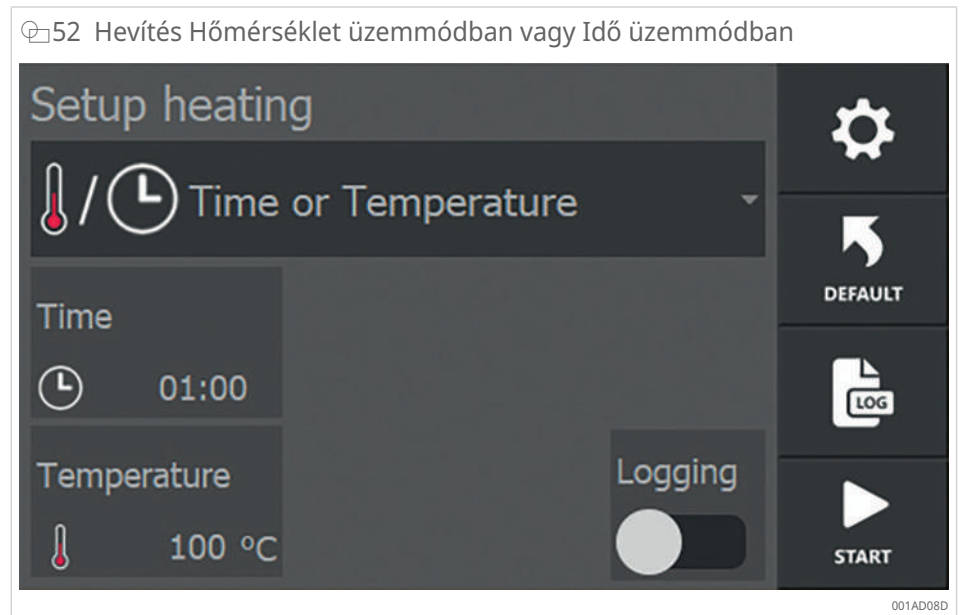 52 Hevítés Hőmérséklet üzemmódban vagy Idő üzemmódban
Setup heating
/ Time or Temperature
DEFAULT
Time
01:00
LOG
Temperature
100 °C
Logging
START
001AD08D